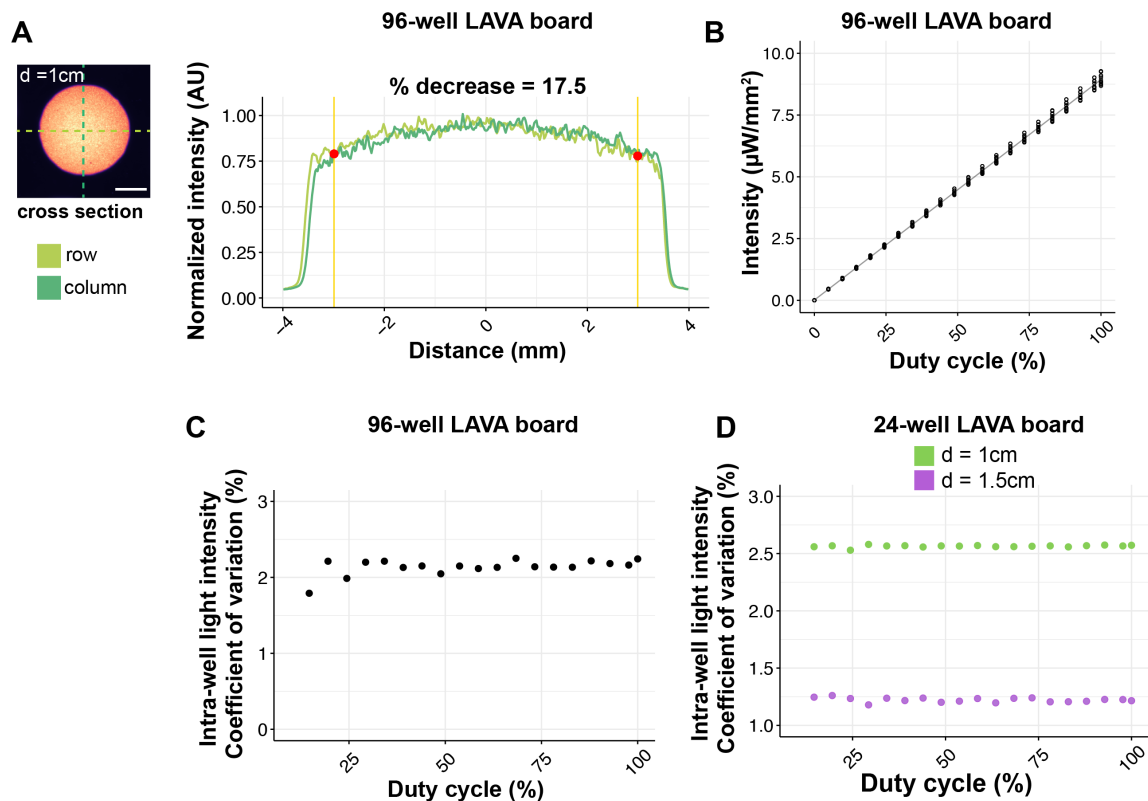 A
96-well LAVA board
d =1cm
% decrease = 17.5
cross section
row
column
Normalized intensity (AU)
1.00
0.75
0.50
0.25
0.00
−4
−2
0
2
4
Distance (mm)
B
96-well LAVA board
Intensity (µW/mm²)
10.0
7.5
5.0
2.5
0.0
0
25
50
75
100
Duty cycle (%)
C
96-well LAVA board
Intra-well light intensity
Coefficient of variation (%)
3
2
1
0
25
50
75
100
Duty cycle (%)
D
24-well LAVA board
d = 1cm
d = 1.5cm
Intra-well light intensity
Coefficient of variation (%)
3.0
2.5
2.0
1.5
1.0
25
50
75
100
Duty cycle (%)